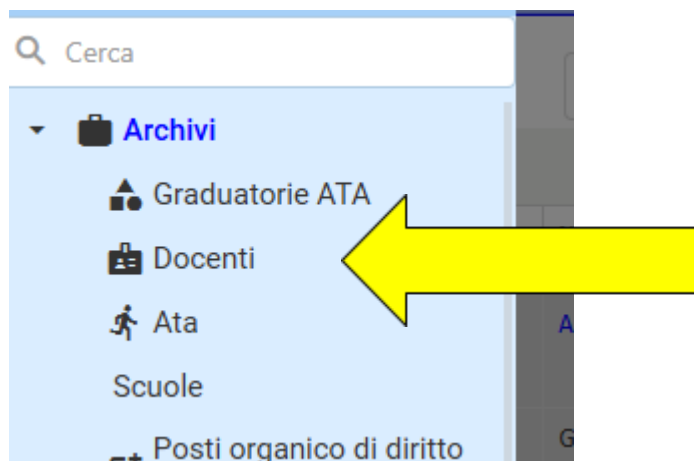 Cerca
Archivi
Graduatorie ATA
Docenti
Ata
A
Scuole
Posti organico di diritto
G